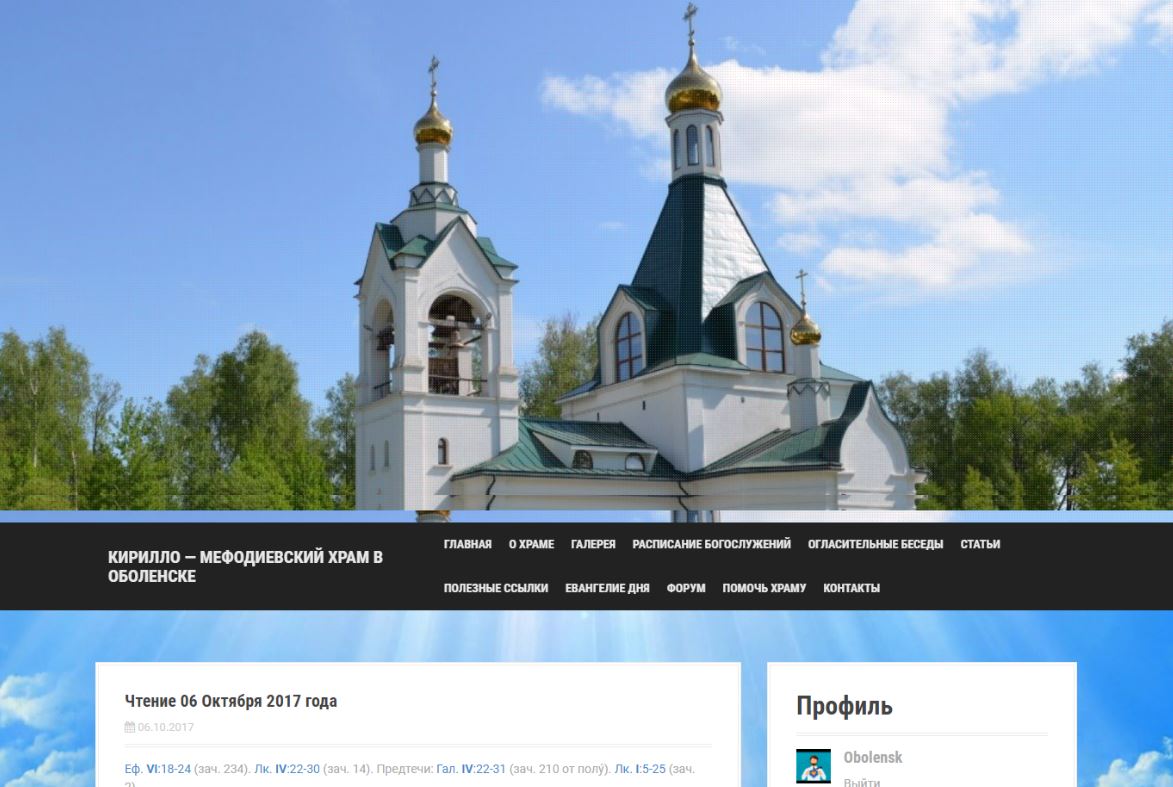 КИРИЛЛО — МЕФОДИЕВСКИЙ ХРАМ В
ОБОЛЕНСКЕ
ГЛАВНАЯ О ХРАМЕ ГАЛЕРЕЯ РАСПИСАНИЕ БОГОСЛУЖЕНИЙ ОГЛАСИТЕЛЬНЫЕ БЕСЕДЫ СТАТЬИ
ПОЛЕЗНЫЕ ССЫЛКИ ЕВАНГЕЛИЕ ДНЯ ФОРУМ ПОМОЧЬ ХРАМУ КОНТАКТЫ
Чтение 06 Октября 2017 года
06.10.2017
Еф. VI:18-24 (зач. 234). Лк. IV:22-30 (зач. 14). Предтечи: Гал. IV:22-31 (зач. 210 от полу́). Лк. I:5-25 (зач.
2)
Профиль
Obolensk
Выйти